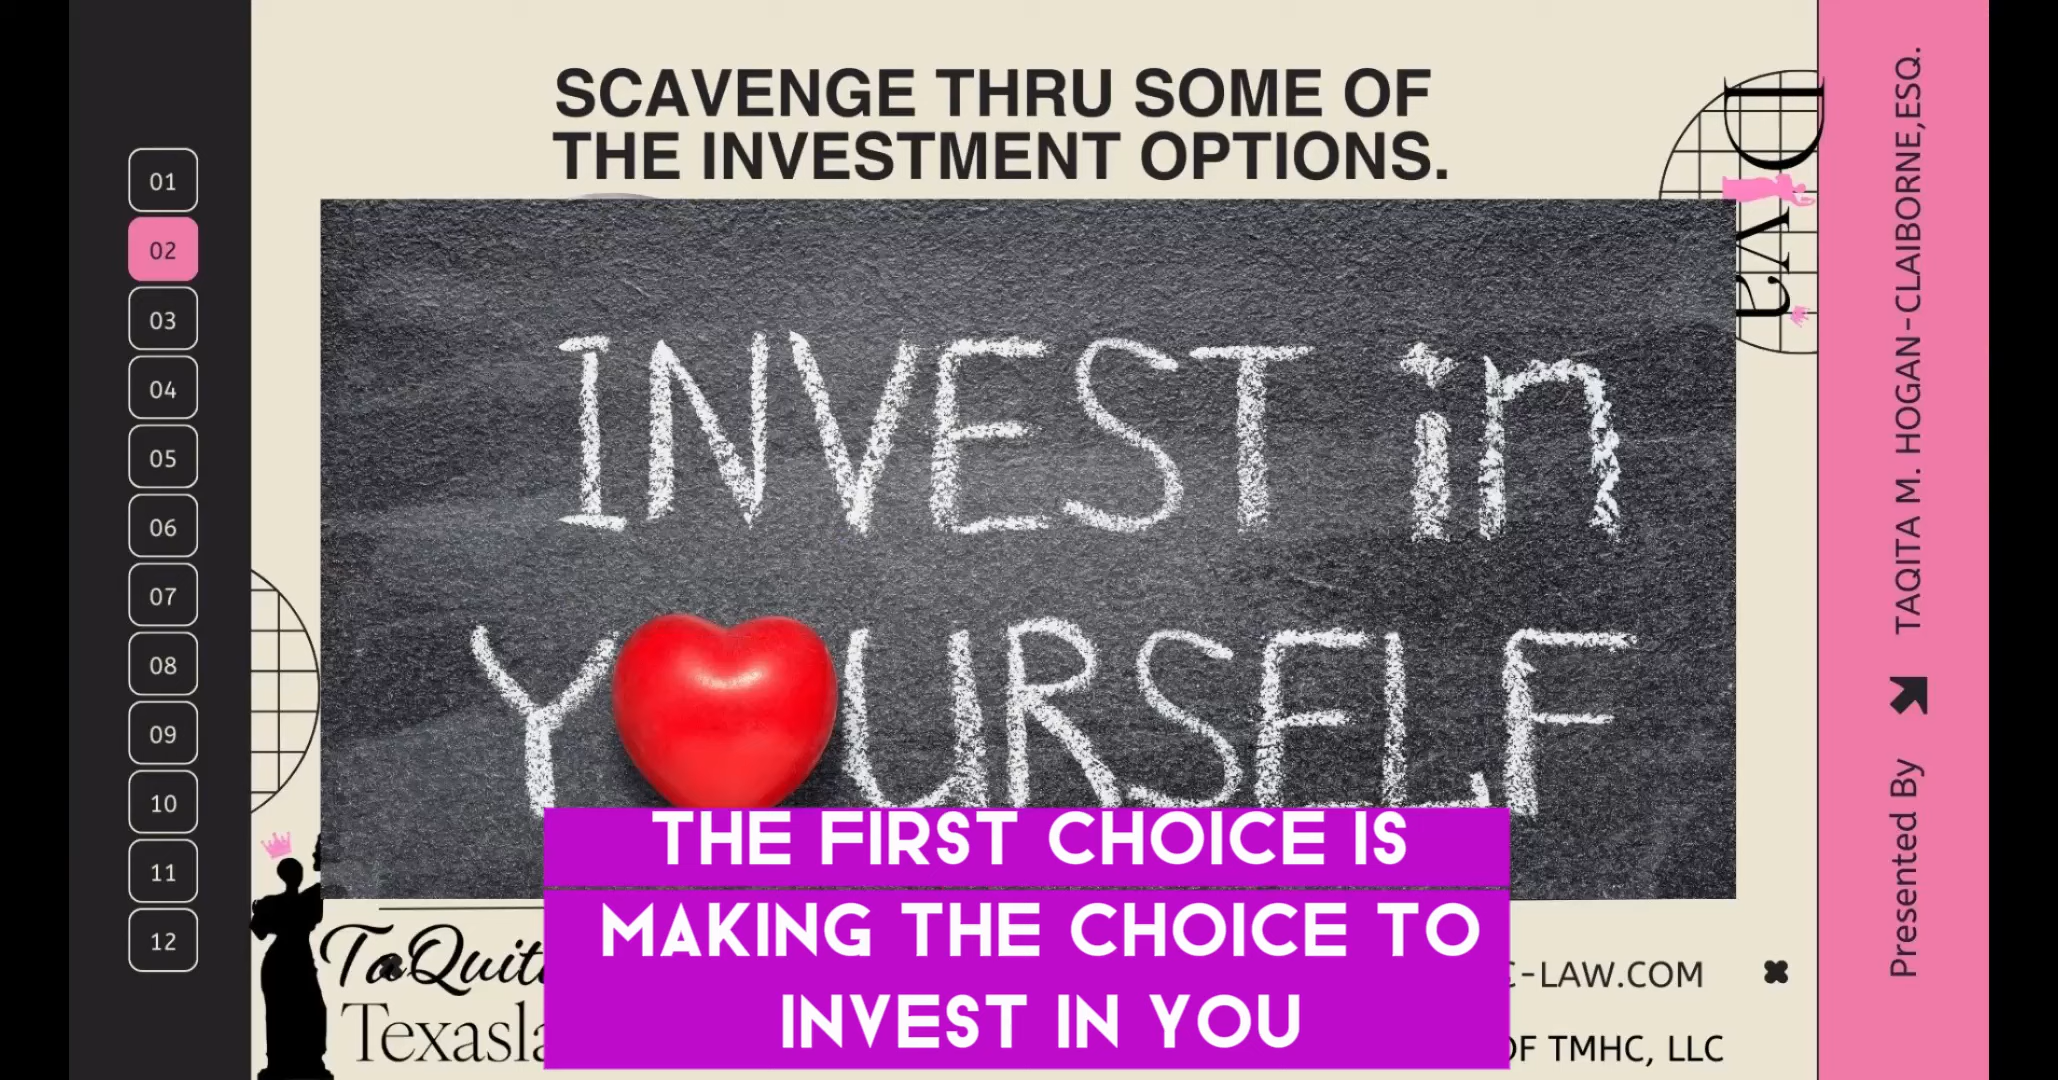 SCAVENGE THRU SOME OF
THE INVESTMENT OPTIONS.
01
02
03
04
05
06
07
08
09
10
11
12
INVEST in
Y URSELF
THE FIRST CHOICE IS
MAKING THE CHOICE TO
INVEST IN YOU
-LAW.COM
TMHC, LLC
Diva
Presented By
TAQITA M. HOGAN-CLAIBORNE,ESQ.